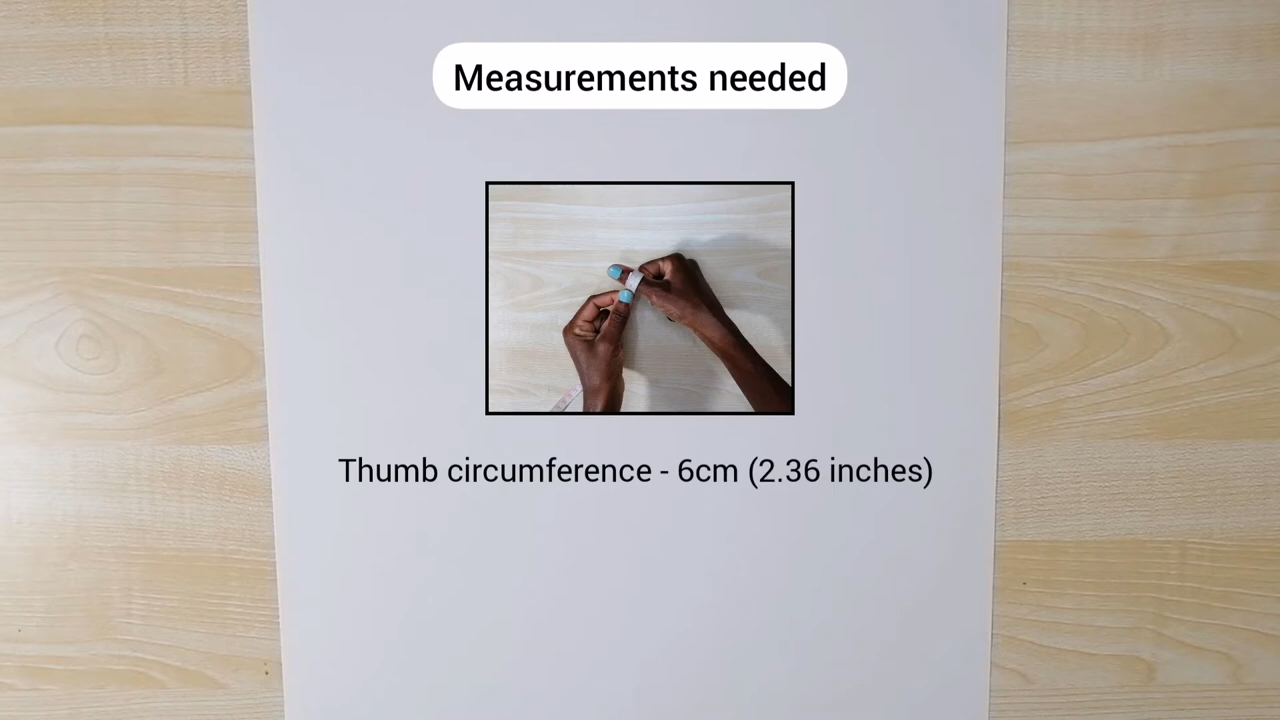 Measurements needed
Thumb circumference - 6cm (2.36 inches)